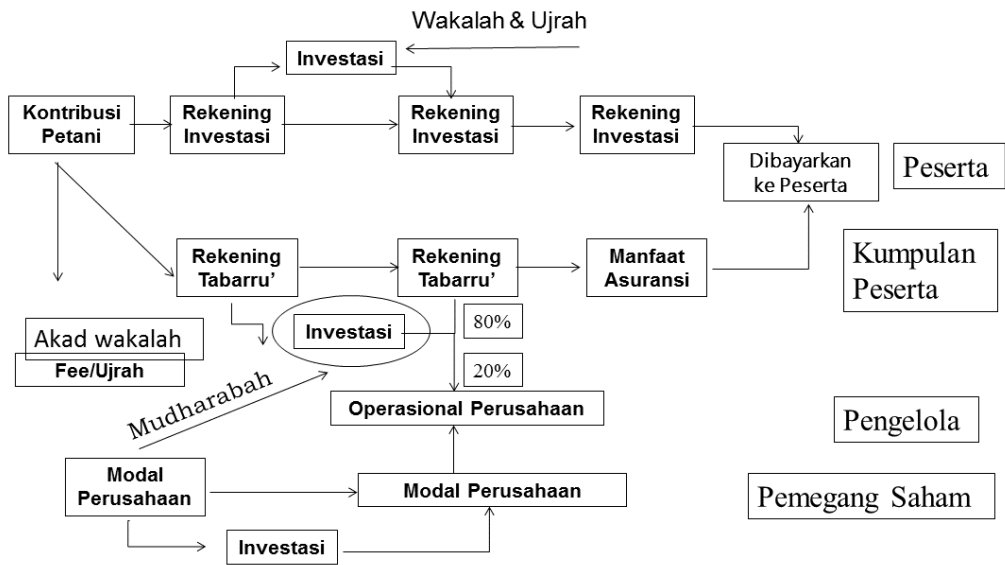 Wakalah & Ujrah
Investasi
Kontribusi
Petani
Rekening
Investasi
Rekening
Investasi
Rekening
Investasi
Dibayarkan
ke Peserta
Peserta
Rekening
Tabarru’
Rekening
Tabarru’
Manfaat
Asuransi
Kumpulan
Peserta
Investasi
80%
Akad wakalah
Fee/Ujrah
20%
Mudharabah
Operasional Perusahaan
Pengelola
Modal
Perusahaan
Modal Perusahaan
Pemegang Saham
Investasi